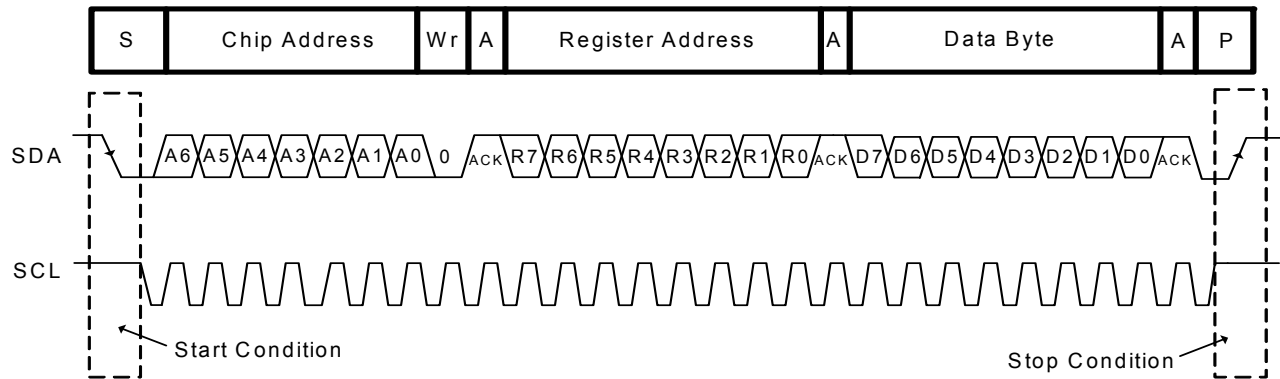 S Chip Address Wr A Register Address A Data Byte A P
SDA A6 A5 A4 A3 A2 A1 A0 0 ACK R7 R6 R5 R4 R3 R2 R1 R0 ACK D7 D6 D5 D4 D3 D2 D1 D0 ACK
SCL
Start Condition
Stop Condition